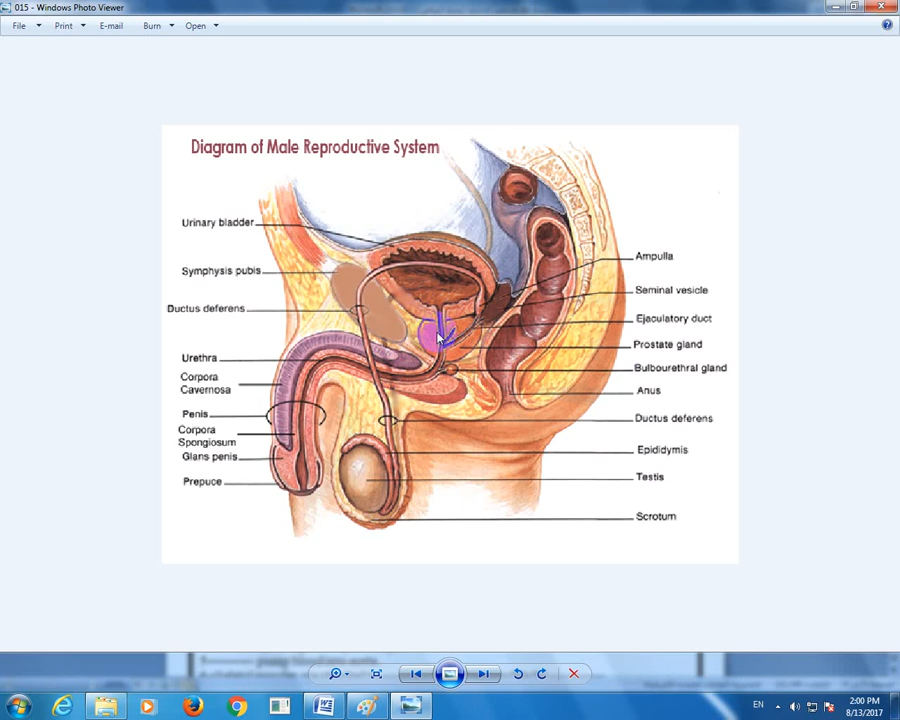 015 - Windows Photo Viewer
File Print E-mail Burn Open
Diagram of Male Reproductive System
Urinary bladder
Symphysis pubis
Ductus deferens
Urethra
Corpora
Cavernosa
Penis
Corpora
Spongiosum
Glans penis
Prepuce
Ampulla
Seminal vesicle
Ejaculatory duct
Prostate gland
Bulbourethral gland
Anus
Ductus deferens
Epididymis
Testis
Scrotum
EN
2:00 PM
8/13/2017